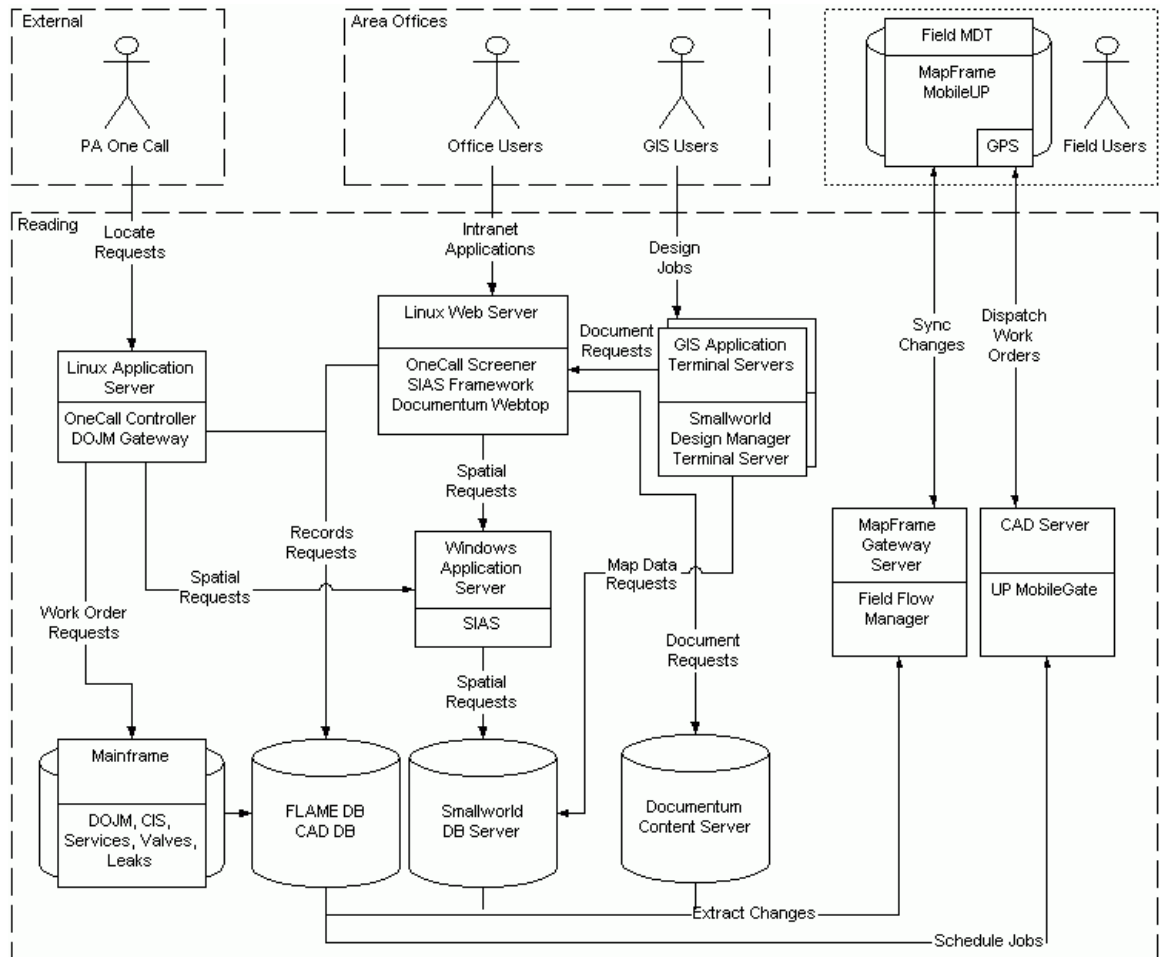 External
PA One Call
Area Offices
Office Users
GIS Users
Field MDT
MapFrame
MobileUP
GPS
Field Users
Reading
Locate
Requests
Intranet
Applications
Design
Jobs
Sync
Changes
Dispatch
Work
Orders
Linux Application
Server
OneCall Controller
DOJM Gateway
Linux Web Server
OneCall Screener
SIAS Framework
Documentum Webtop
Document
Requests
GIS Application
Terminal Servers
Smallworld
Design Manager
Terminal Server
Spatial
Requests
Records
Requests
Spatial
Requests
Windows
Application
Server
SIAS
Map Data
Requests
MapFrame
Gateway
Server
Field Flow
Manager
CAD Server
UP MobileGate
Work Order
Requests
Spatial
Requests
Document
Requests
Mainframe
DOJM, CIS,
Services, Valves,
Leaks
FLAME DB
CAD DB
Smallworld
DB Server
Documentum
Content Server
Extract Changes
Schedule Jobs